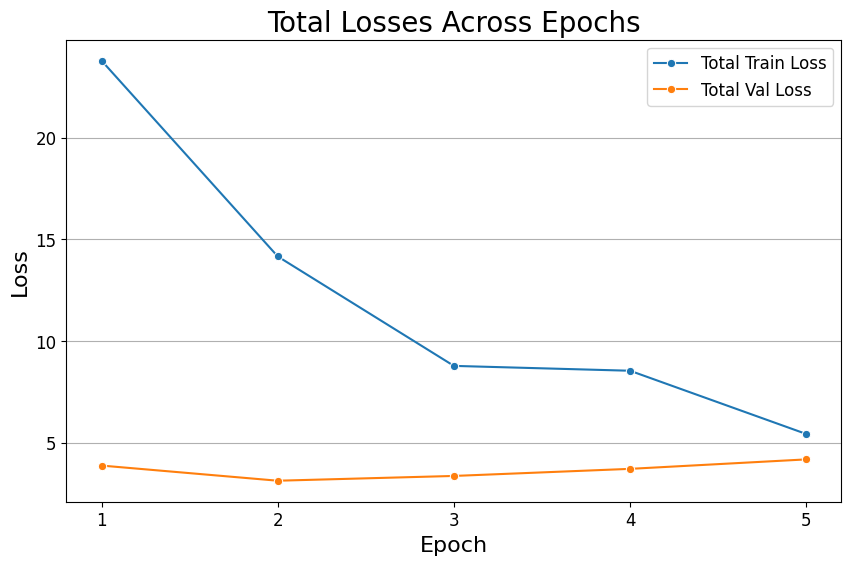 Total Losses Across Epochs
Total Train Loss
Total Val Loss
Loss
20
15
10
5
1 2 3 4 5
Epoch